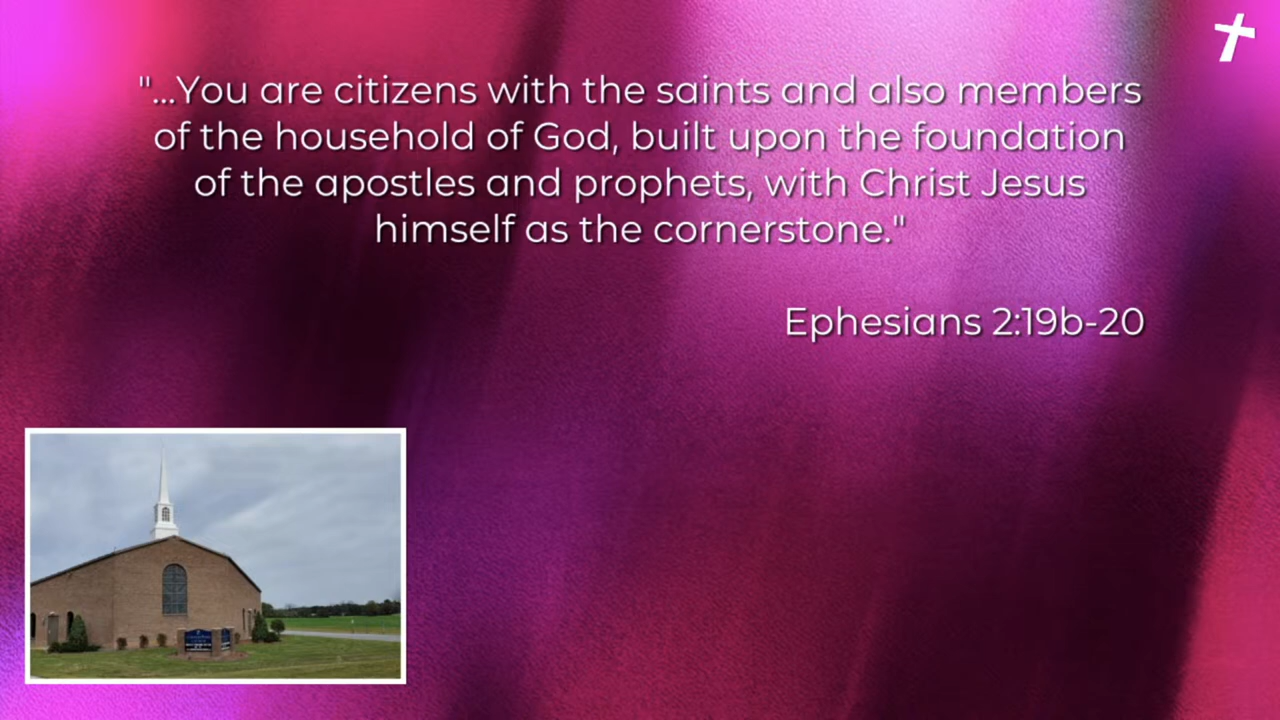 "...You are citizens with the saints and also members
of the household of God, built upon the foundation
of the apostles and prophets, with Christ Jesus
himself as the cornerstone."
Ephesians 2:19b-20